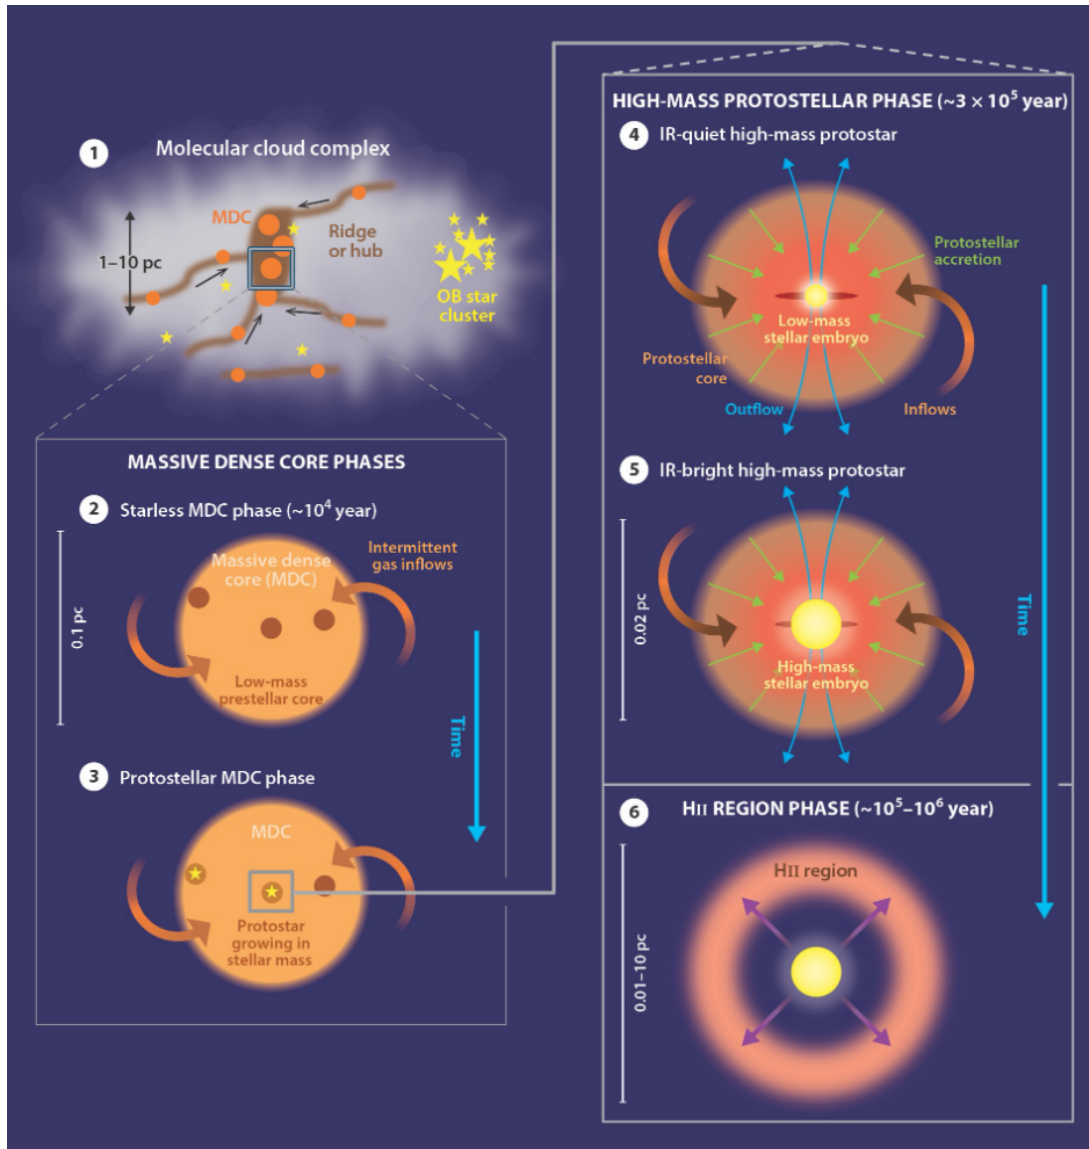 1
Molecular cloud complex
MDC
Ridge
or hub
1–10 pc
OB star
cluster
MASSIVE DENSE CORE PHASES
2 Starless MDC phase (~10⁴ year)
Massive dense
core (MDC)
Intermittent
gas inflows
0.1 pc
Low-mass
prestellar core
Time
3 Protostellar MDC phase
MDC
Protostar
growing in
stellar mass
HIGH-MASS PROTOSTELLAR PHASE (~3 × 10⁵ year)
4 IR-quiet high-mass protostar
Protostellar
accretion
Low-mass
stellar embryo
Protostellar
core
Outflow
Inflows
5 IR-bright high-mass protostar
0.02 pc
High-mass
stellar embryo
Time
6 HII REGION PHASE (~10⁵–10⁶ year)
HII region
0.01–10 pc